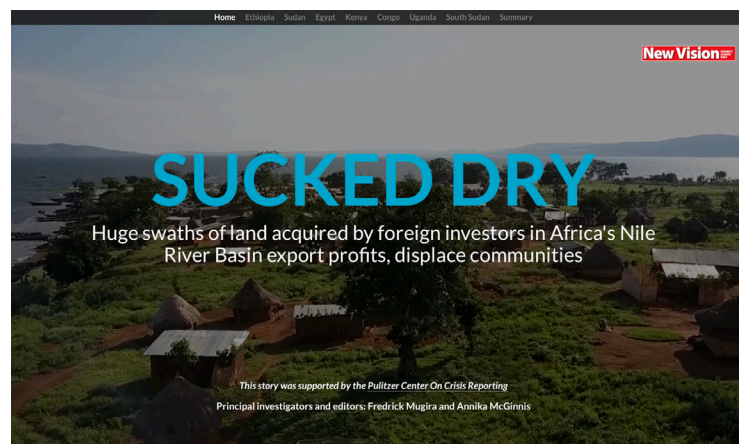 Home Ethiopia Sudan Egypt Kenya Congo Uganda South Sudan Summary
New Vision
SUCKED DRY
Huge swaths of land acquired by foreign investors in Africa's Nile
River Basin export profits, displace communities
This story was supported by the Pulitzer Center On Crisis Reporting
Principal investigators and editors: Fredrick Mugira and Annika McGinnis